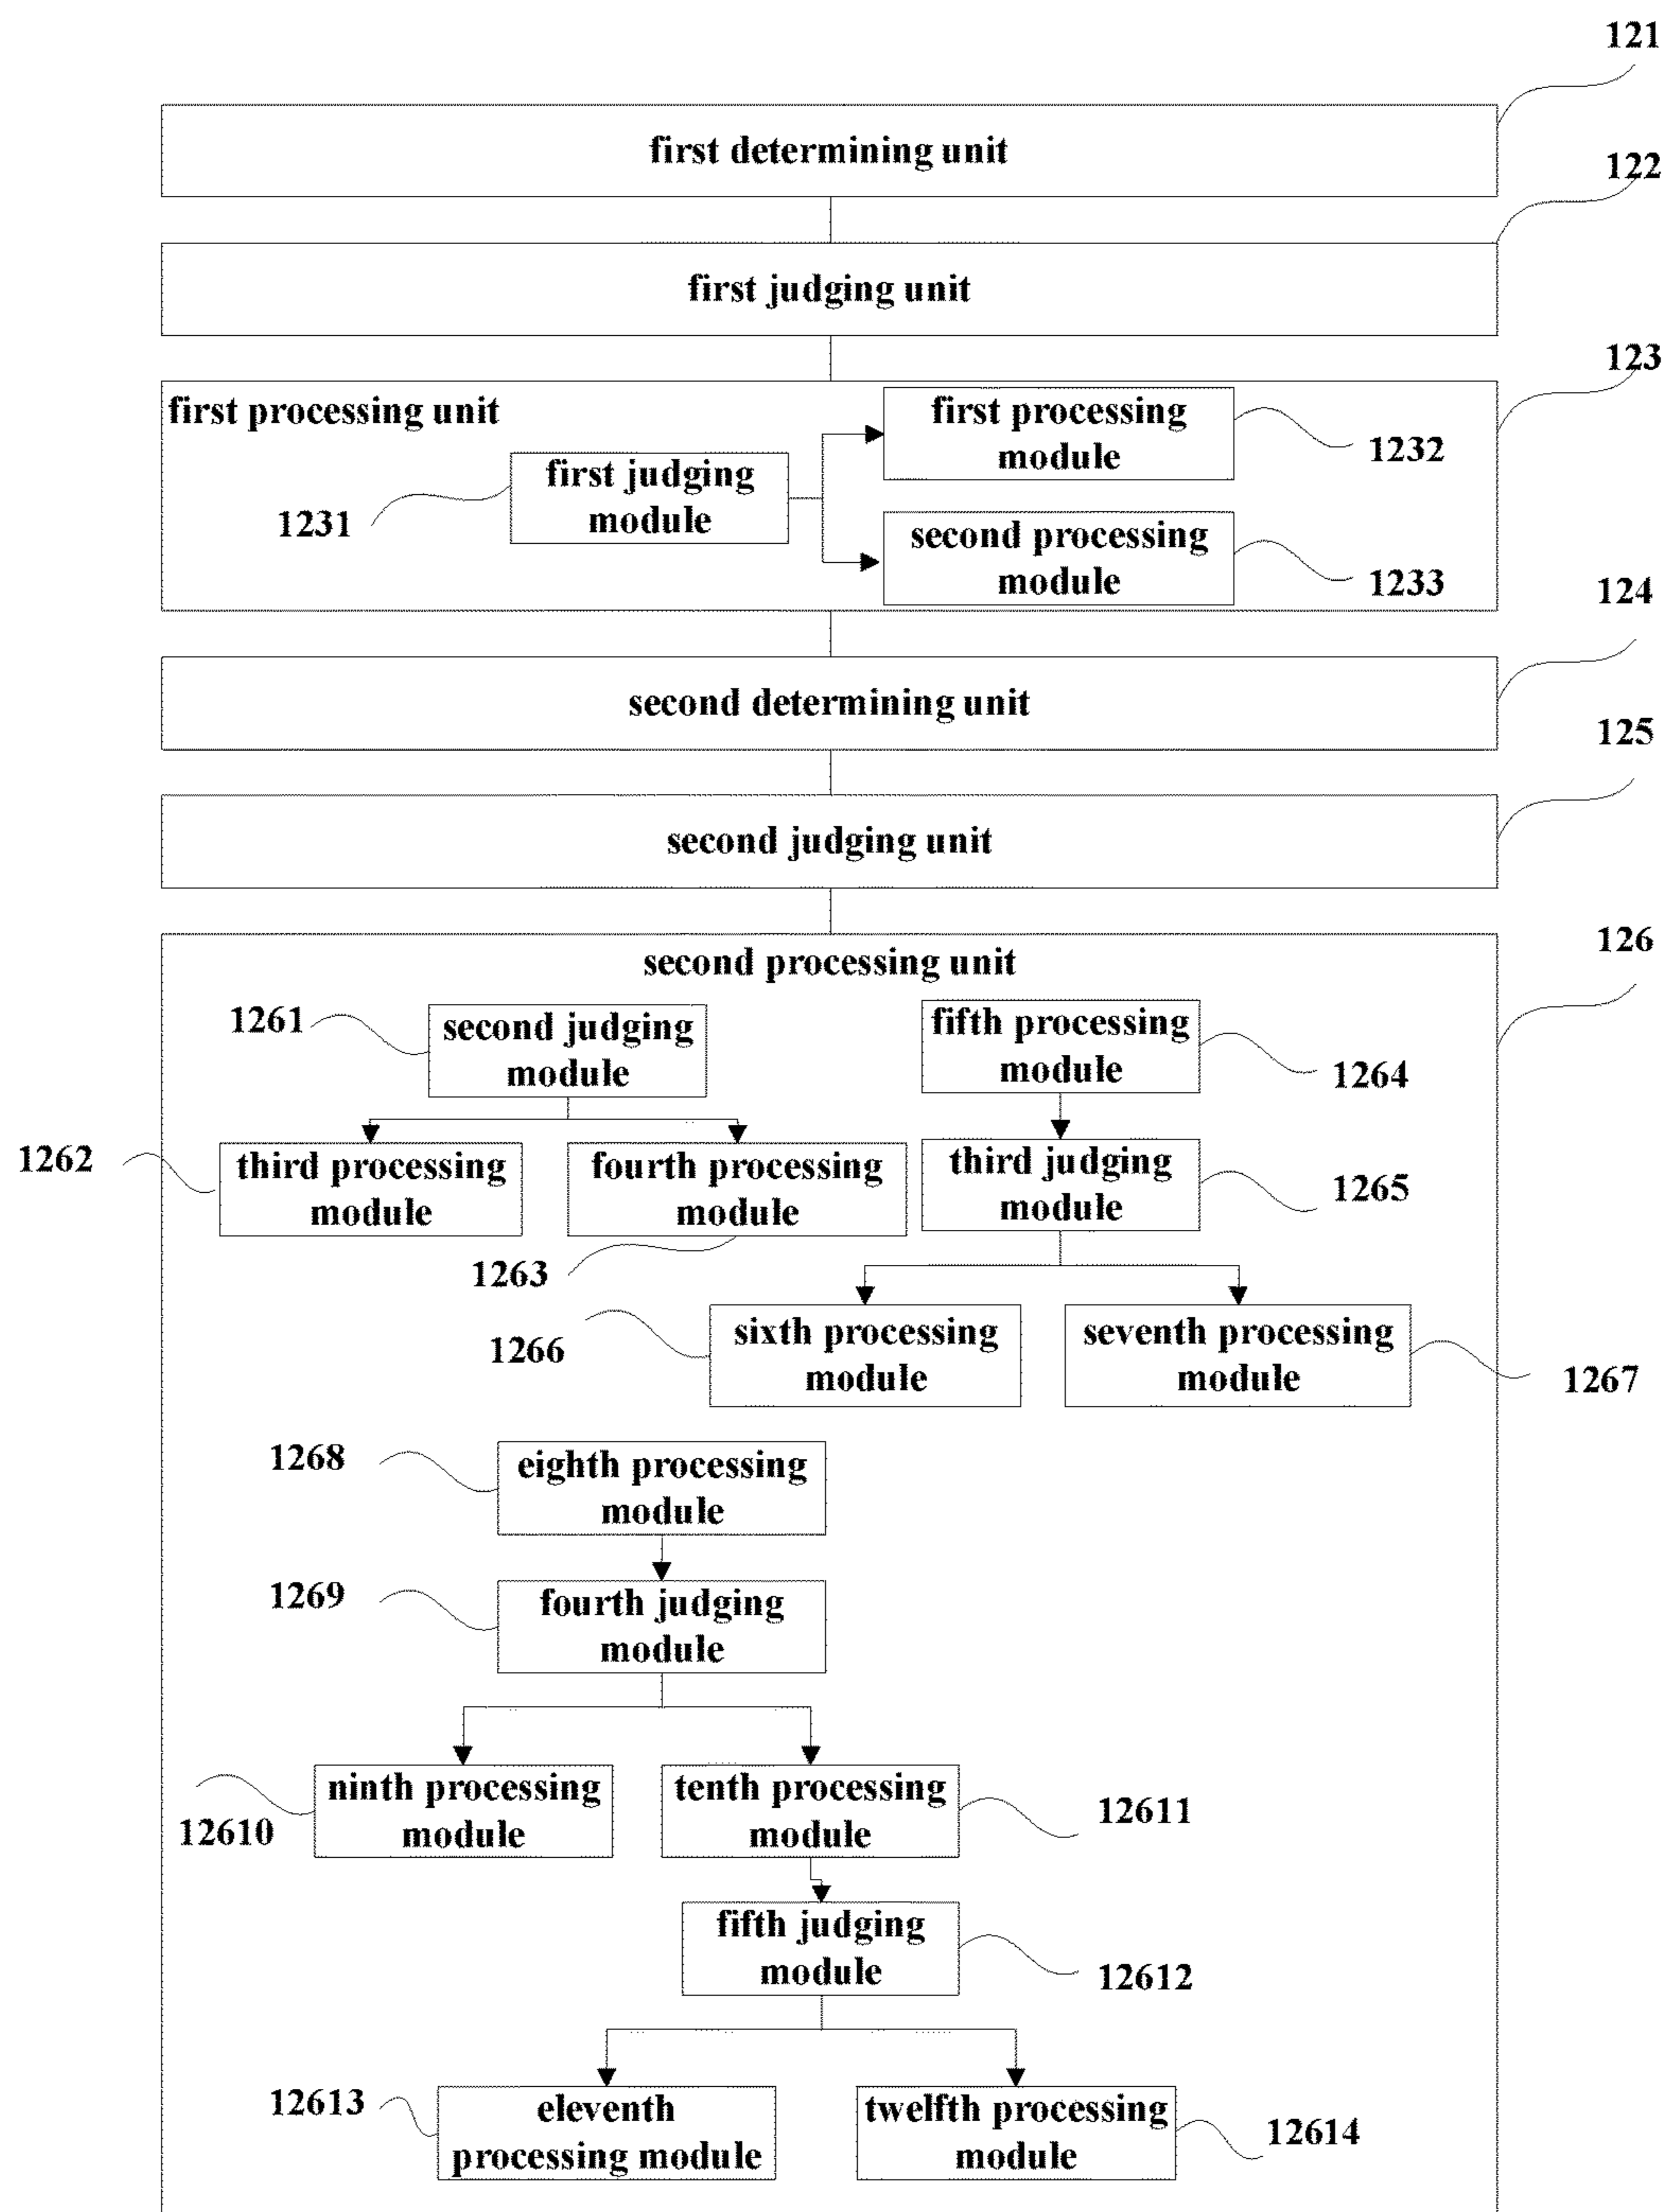 121
first determining unit
122
first judging unit
123
first processing unit
first processing
module
1232
first judging
module
1231
second processing
module
1233
124
second determining unit
125
second judging unit
126
second processing unit
1261
second judging
module
fifth processing
module
1264
1262
third processing
module
fourth processing
module
1263
third judging
module
1265
1266
sixth processing
module
seventh processing
module
1267
1268
eighth processing
module
1269
fourth judging
module
12610
ninth processing
module
tenth processing
module
12611
fifth judging
module
12612
12613
eleventh
processing module
twelfth processing
module
12614